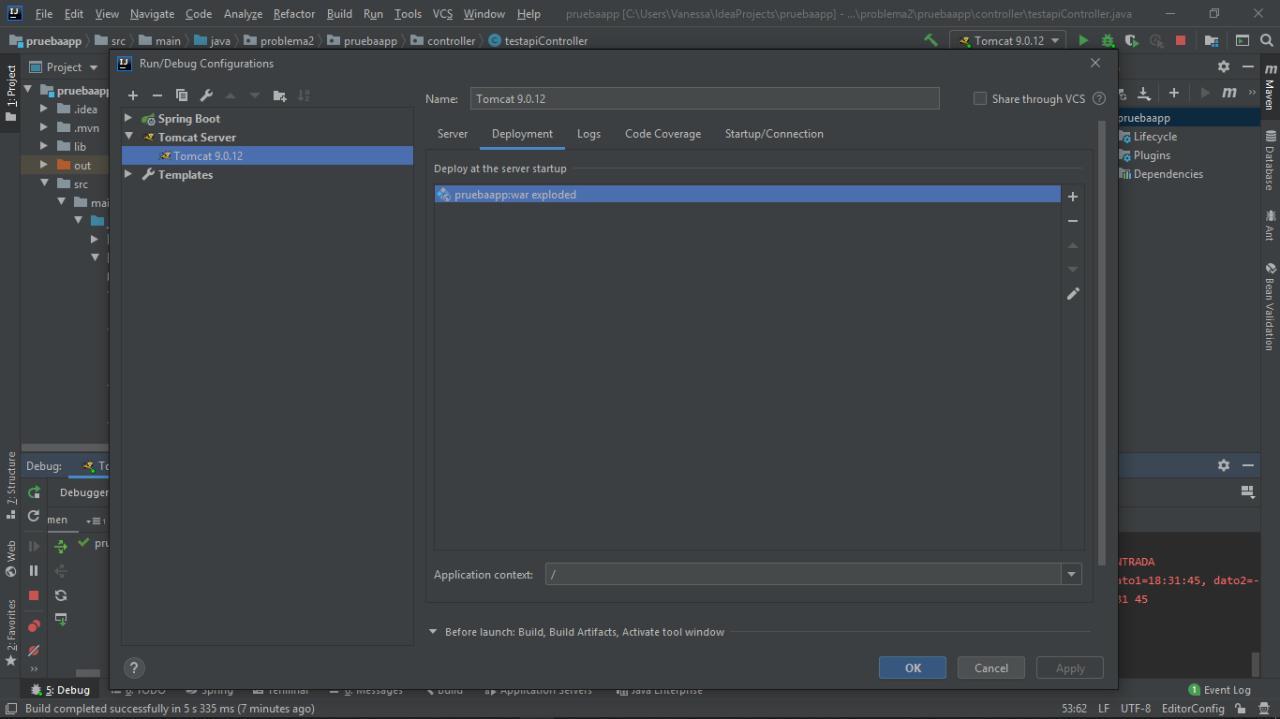 File Edit View Navigate Code Analyze Refactor Build Run Tools VCS Window Help pruebaapp [C:\Users\Vanessa\IdeaProjects\pruebaapp] - ...\problema2\pruebaapp\controller\testapiController.java
pruebaapp src main java problema2 pruebaapp controller testapiController Tomcat 9.0.12
1: Project
Project
pruebaapp
.idea
.mvn
lib
out
src
mai
Run/Debug Configurations
Spring Boot
Tomcat Server
Tomcat 9.0.12
Templates
Name: Tomcat 9.0.12 Share through VCS
Server Deployment Logs Code Coverage Startup/Connection
Deploy at the server startup
pruebaapp:war exploded
Application context: /
Before launch: Build, Build Artifacts, Activate tool window
OK Cancel Apply
pruebaapp
Lifecycle
Plugins
Dependencies
Maven
Database
Ant
Bean Validation
7: Structure
Web
2: Favorites
Debug: To
Debugger
men
pru
NTRADA
ato1=18:31:45, dato2=-
31 45
5: Debug TODO Spring Terminal Messages Build Application Servers Java Enterprise 1 Event Log
Build completed successfully in 5 s 335 ms (7 minutes ago) 53:62 LF UTF-8 EditorConfig